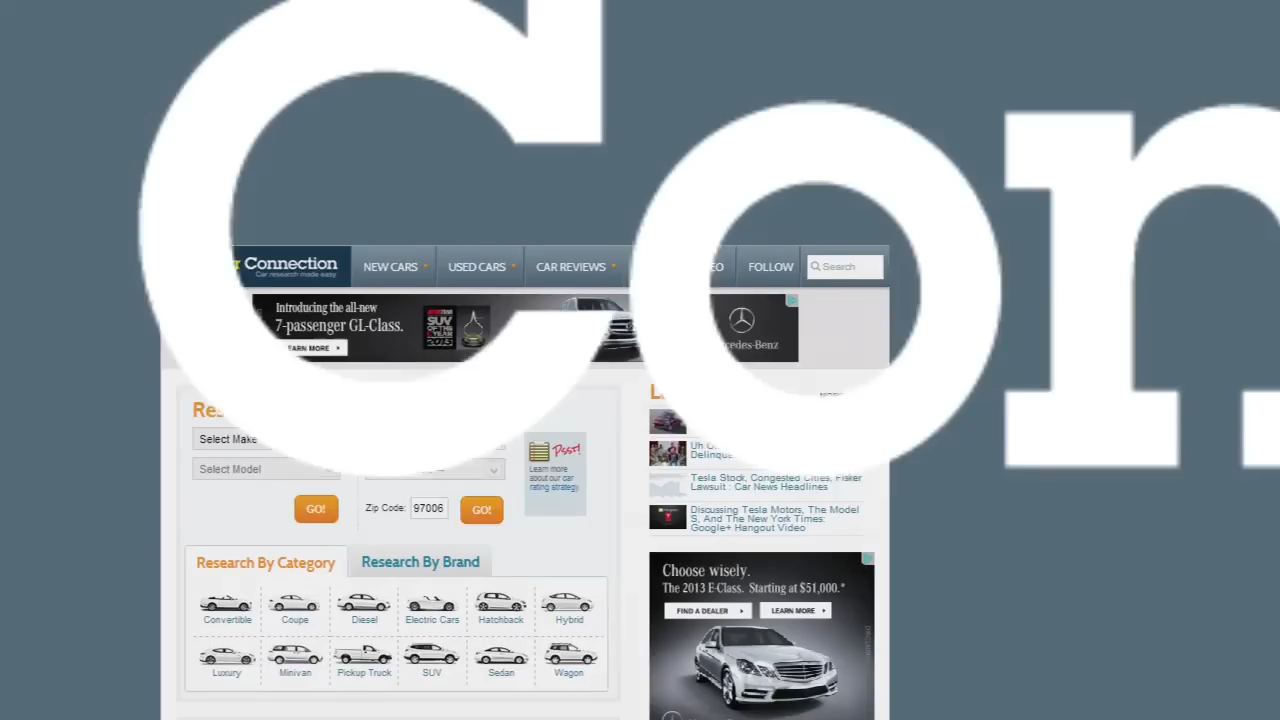 Con
Connection
Car research made easy
NEW CARS
USED CARS
CAR REVIEWS
FOLLOW
Search
Introducing the all-new
7-passenger GL-Class.
LEARN MORE
SUV
OF THE
YEAR
2013
Select Make
Select Model
GO!
Zip Code: 97006
GO!
Psst!
Learn more
about our car
rating strategy
Research By Category
Research By Brand
Convertible
Coupe
Diesel
Electric Cars
Hatchback
Hybrid
Luxury
Minivan
Pickup Truck
SUV
Sedan
Wagon
Tesla Stock, Congested Cities, Fisker
Lawsuit : Car News Headlines
Discussing Tesla Motors, The Model
S, And The New York Times:
Google+ Hangout Video
Choose wisely.
The 2013 E-Class. Starting at $51,000.*
FIND A DEALER
LEARN MORE